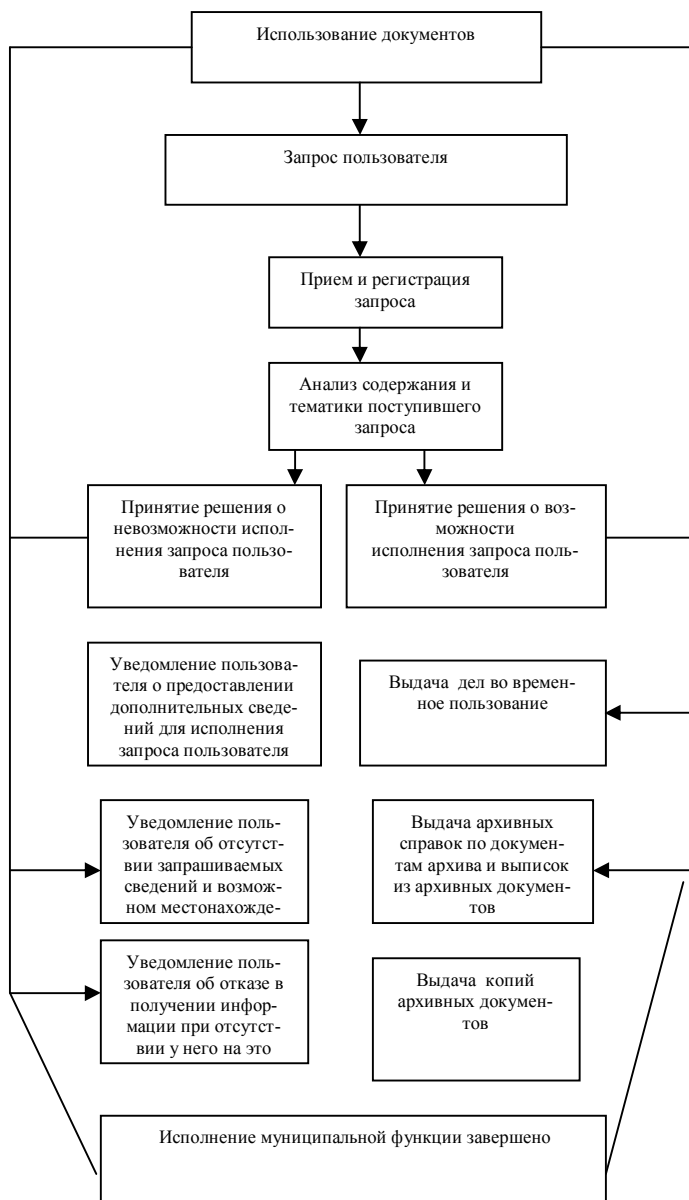 Использование документов
Запрос пользователя
Прием и регистрация
запроса
Анализ содержания и
тематики поступившего
запроса
Принятие решения о
невозможности испол-
нения запроса пользо-
вателя
Принятие решения о воз-
можности
исполнения запроса поль-
зователя
Уведомление пользова-
теля о предоставлении
дополнительных сведе-
ний для исполнения
запроса пользователя
Выдача дел во времен-
ное пользование
Уведомление поль-
зователя об отсутст-
вии запрашиваемых
сведений и возмож-
ном местонахожде-
Выдача архивных
справок по докумен-
там архива и выписок
из архивных докумен-
тов
Уведомление поль-
зователя об отказе в
получении инфор-
мации при отсутст-
вии у него на это
Выдача копий
архивных докумен-
тов
Исполнение муниципальной функции завершено